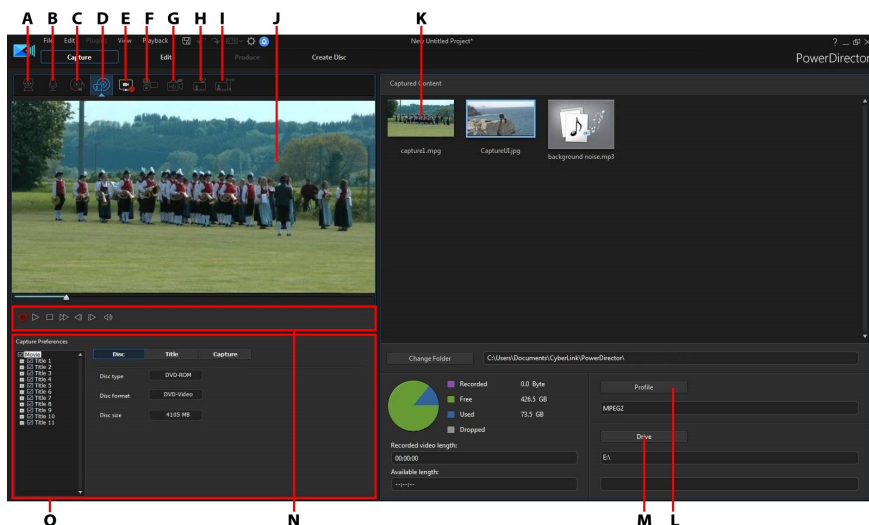 A B C D E F G H I J K
File Edit Plugins View Playback New Untitled Project*
Capture Edit Produce Create Disc
PowerDirector
Captured Content
capture1.mpg CaptureUI.jpg background noise.mp3
Capture Preferences
Movie
Title 1
Title 2
Title 3
Title 4
Title 5
Title 6
Title 7
Title 8
Title 9
Title 10
Title 11
Disc Title Capture
Disc type DVD-ROM
Disc format DVD-Video
Disc size 4105 MB
Change Folder C:\Users\Documents\CyberLink\PowerDirector\
Recorded 0.0 Byte
Free 426.5 GB
Used 73.5 GB
Dropped
Recorded video length:
00:00:00
Available length:
--:--:--
Profile
MPEG2
Drive
E:\
O N M L